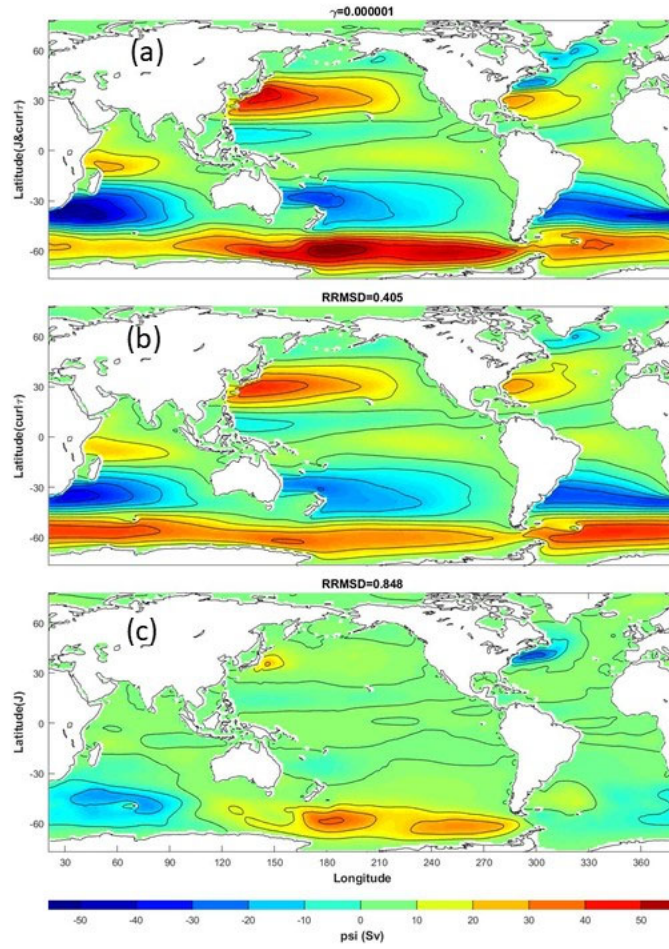 γ=0.000001
(a)
Latitude(J&curlτ)
60
30
0
-30
-60
RRMSD=0.405
(b)
Latitude(curlτ)
60
30
0
-30
-60
RRMSD=0.848
(c)
Latitude(J)
60
30
0
-30
-60
30 60 90 120 150 180 210 240 270 300 330 360
Longitude
-50 -40 -30 -20 -10 0 10 20 30 40 50
psi (Sv)